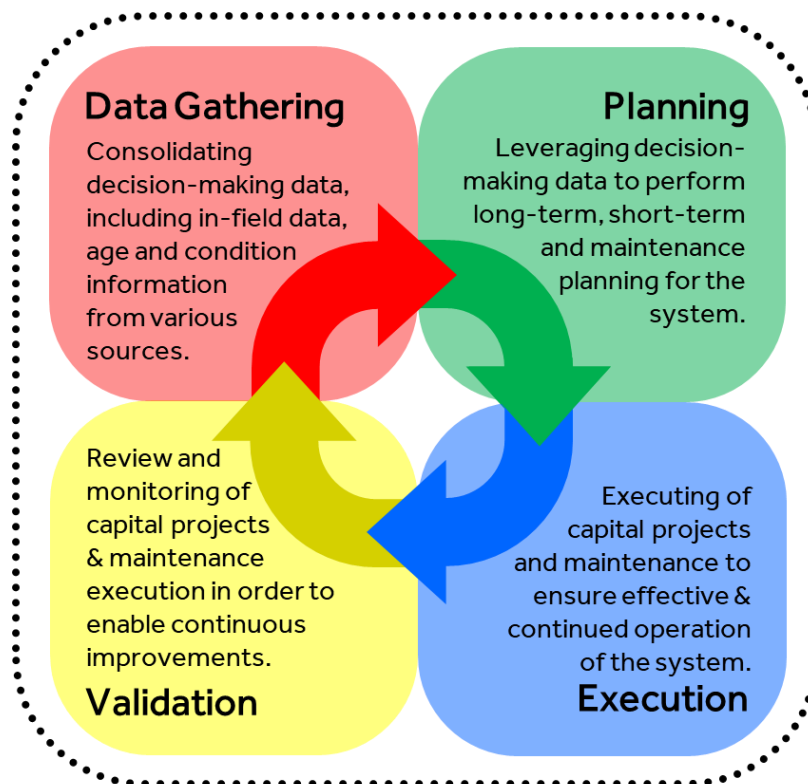 Data Gathering
Consolidating
decision-making data,
including in-field data,
age and condition
information
from various
sources.
Planning
Leveraging decision-
making data to perform
long-term, short-term
and maintenance
planning for the
system.
Review and
monitoring of
capital projects
& maintenance
execution in order to
enable continuous
improvements.
Validation
Executing of
capital projects
and maintenance to
ensure effective &
continued operation
of the system.
Execution